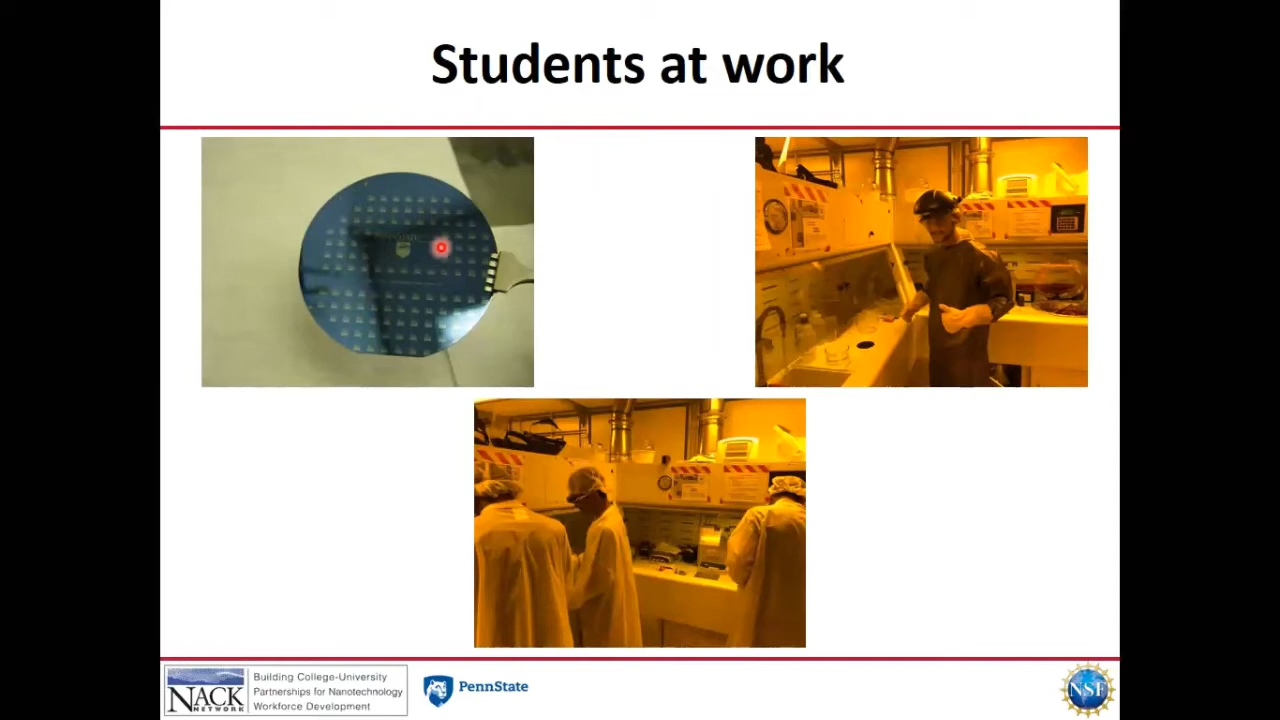 Students at work
NACK
NETWORK
Building College-University
Partnerships for Nanotechnology
Workforce Development
PennState
NSF